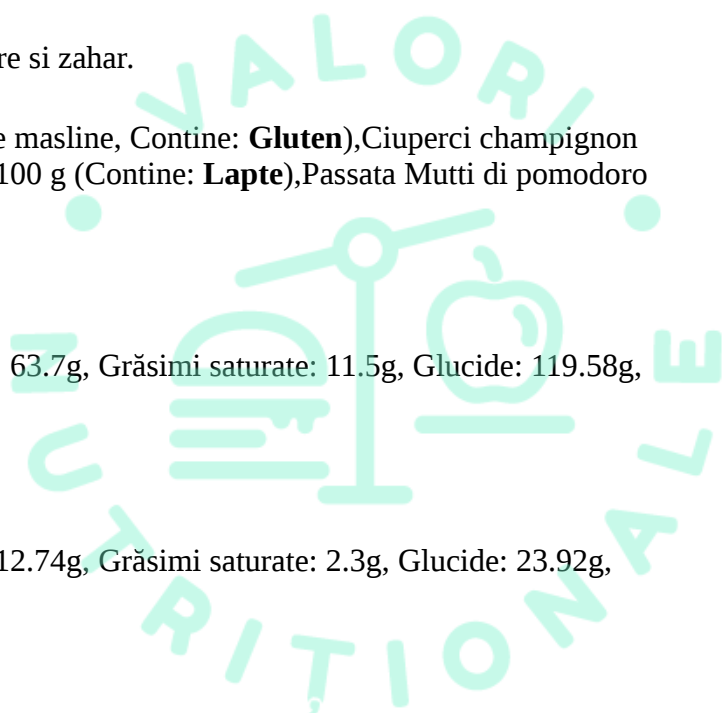 re si zahar.
e masline, Contine: Gluten),Ciuperci champignon
100 g (Contine: Lapte),Passata Mutti di pomodoro
63.7g, Grăsimi saturate: 11.5g, Glucide: 119.58g,
12.74g, Grăsimi saturate: 2.3g, Glucide: 23.92g,
VALORI
NUTRIȚIONALE